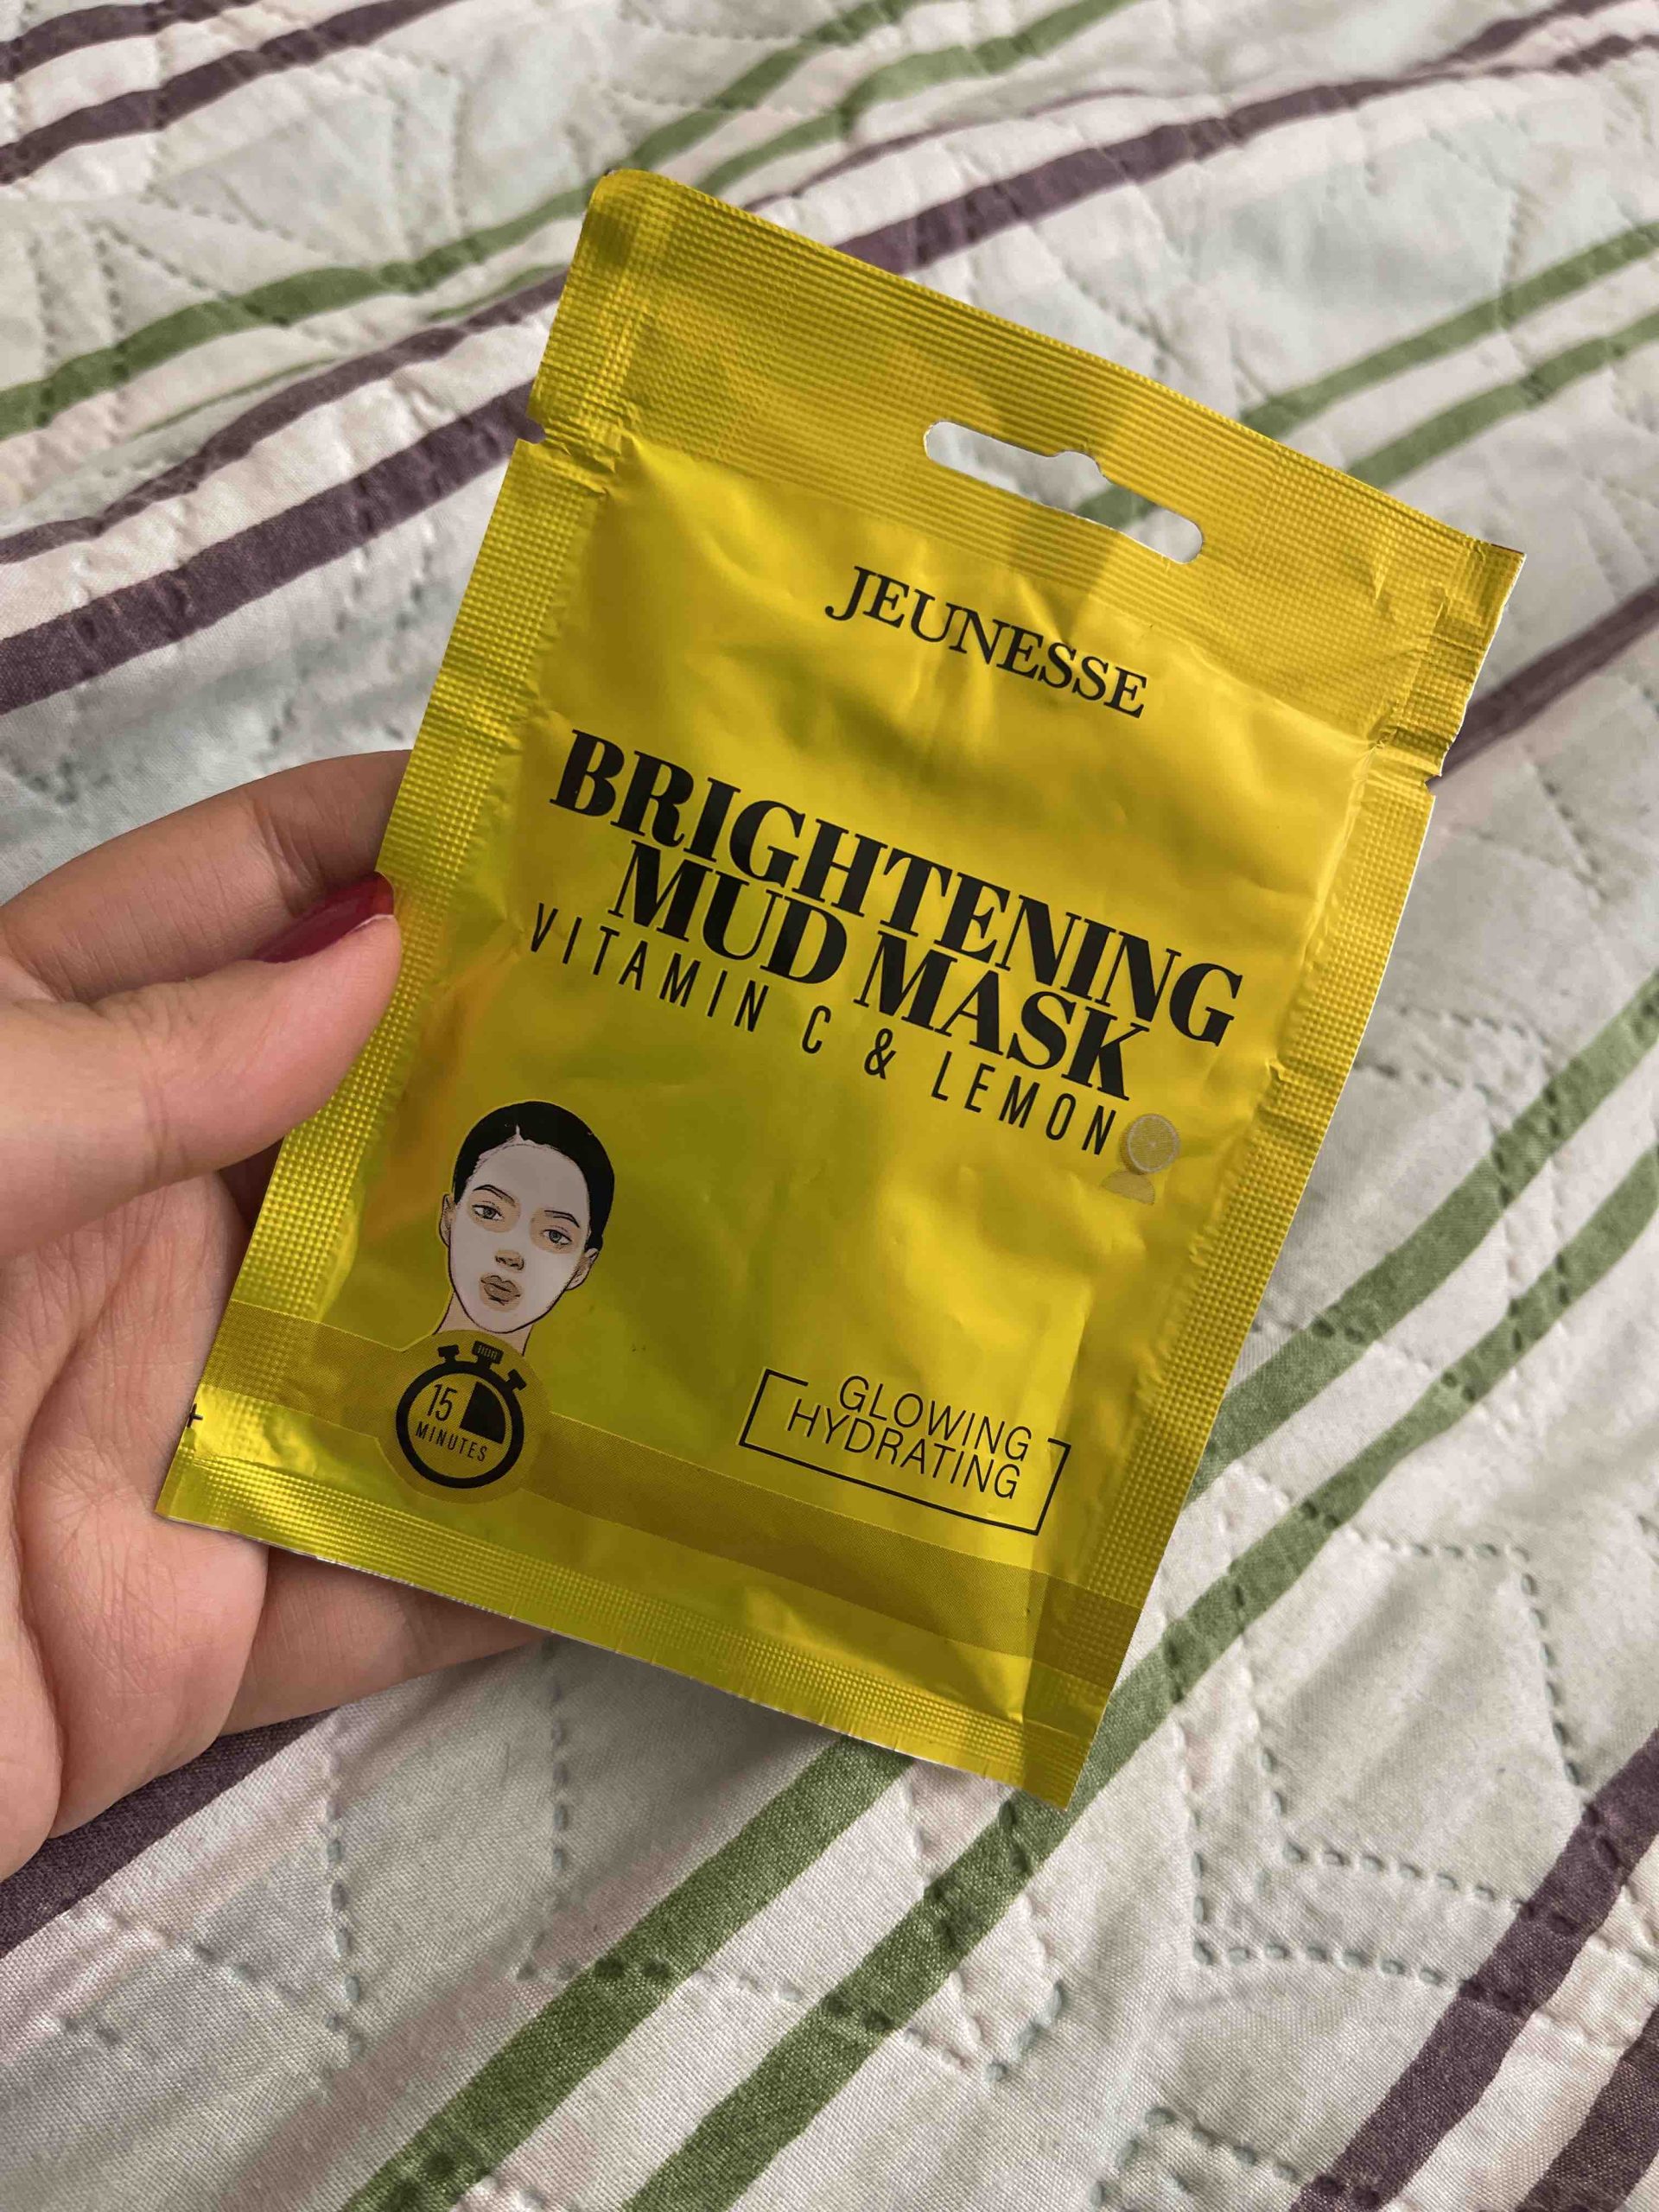 JEUNESSE
BRIGHTENING
MUD MASK
VITAMIN C & LEMON
15
MINUTES
GLOWING
HYDRATING